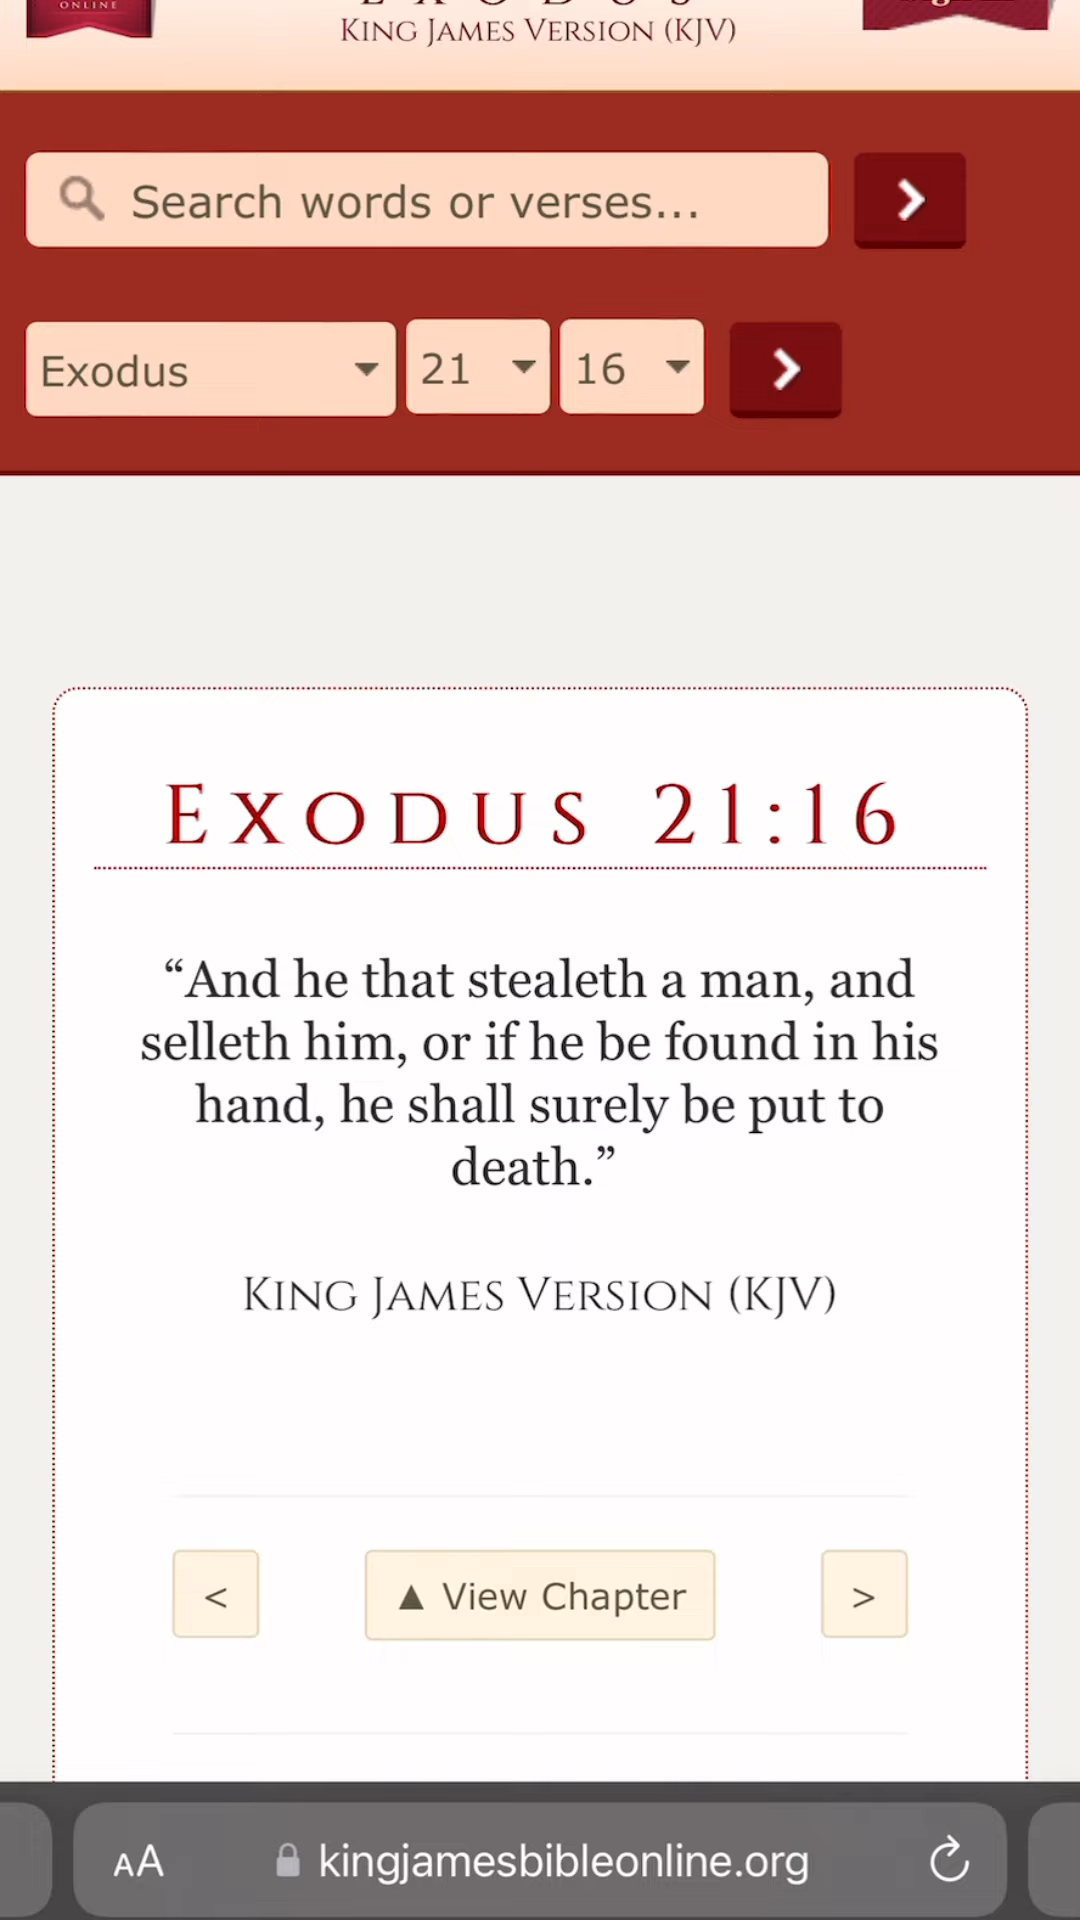 ONLINE
KING JAMES VERSION (KJV)
Search words or verses...
Exodus 21 16
EXODUS 21:16
“And he that stealeth a man, and
selleth him, or if he be found in his
hand, he shall surely be put to
death.”
KING JAMES VERSION (KJV)
< ▲ View Chapter >
AA kingjamesbibleonline.org